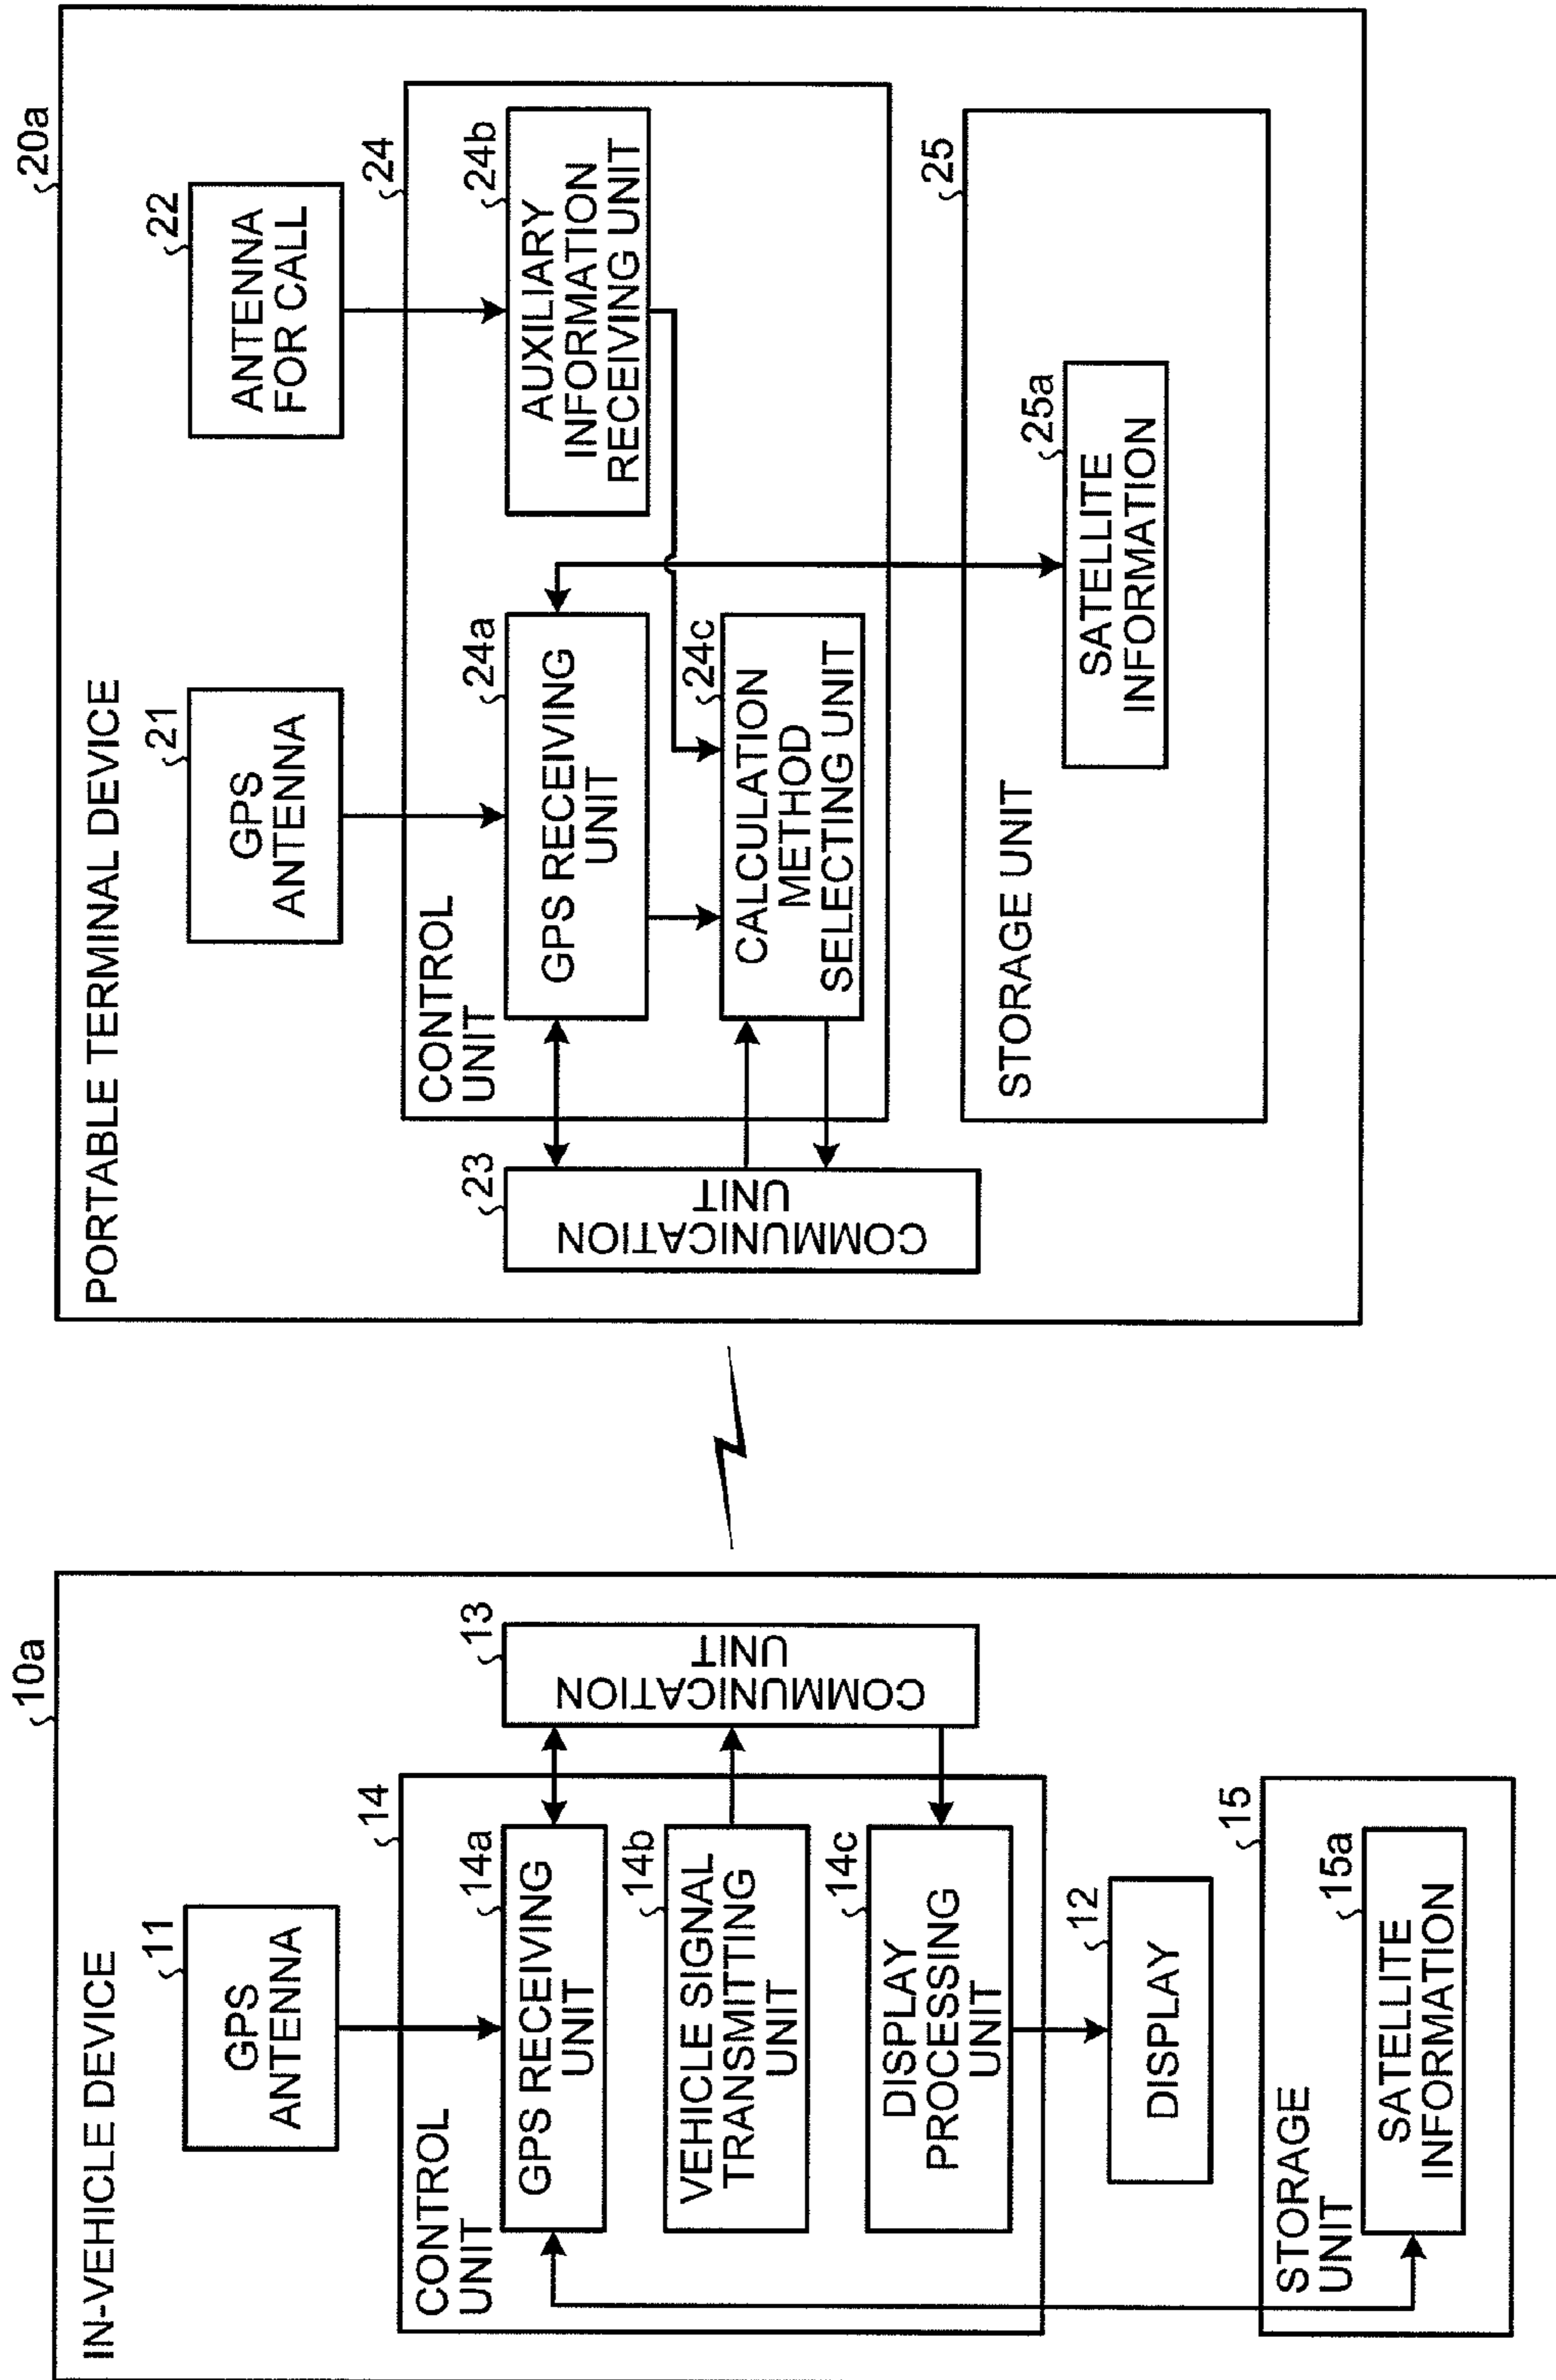 IN-VEHICLE DEVICE
10a
11
GPS
ANTENNA
CONTROL
UNIT
14
14a
GPS RECEIVING
UNIT
14b
VEHICLE SIGNAL
TRANSMITTING
UNIT
14c
DISPLAY
PROCESSING
UNIT
13
COMMUNICATION
UNIT
12
DISPLAY
STORAGE
UNIT
15
15a
SATELLITE
INFORMATION
PORTABLE TERMINAL DEVICE
20a
21
GPS
ANTENNA
22
ANTENNA
FOR CALL
23
COMMUNICATION
UNIT
CONTROL
UNIT
24
24a
GPS RECEIVING
UNIT
24b
AUXILIARY
INFORMATION
RECEIVING UNIT
24c
CALCULATION
METHOD
SELECTING UNIT
STORAGE UNIT
25
25a
SATELLITE
INFORMATION